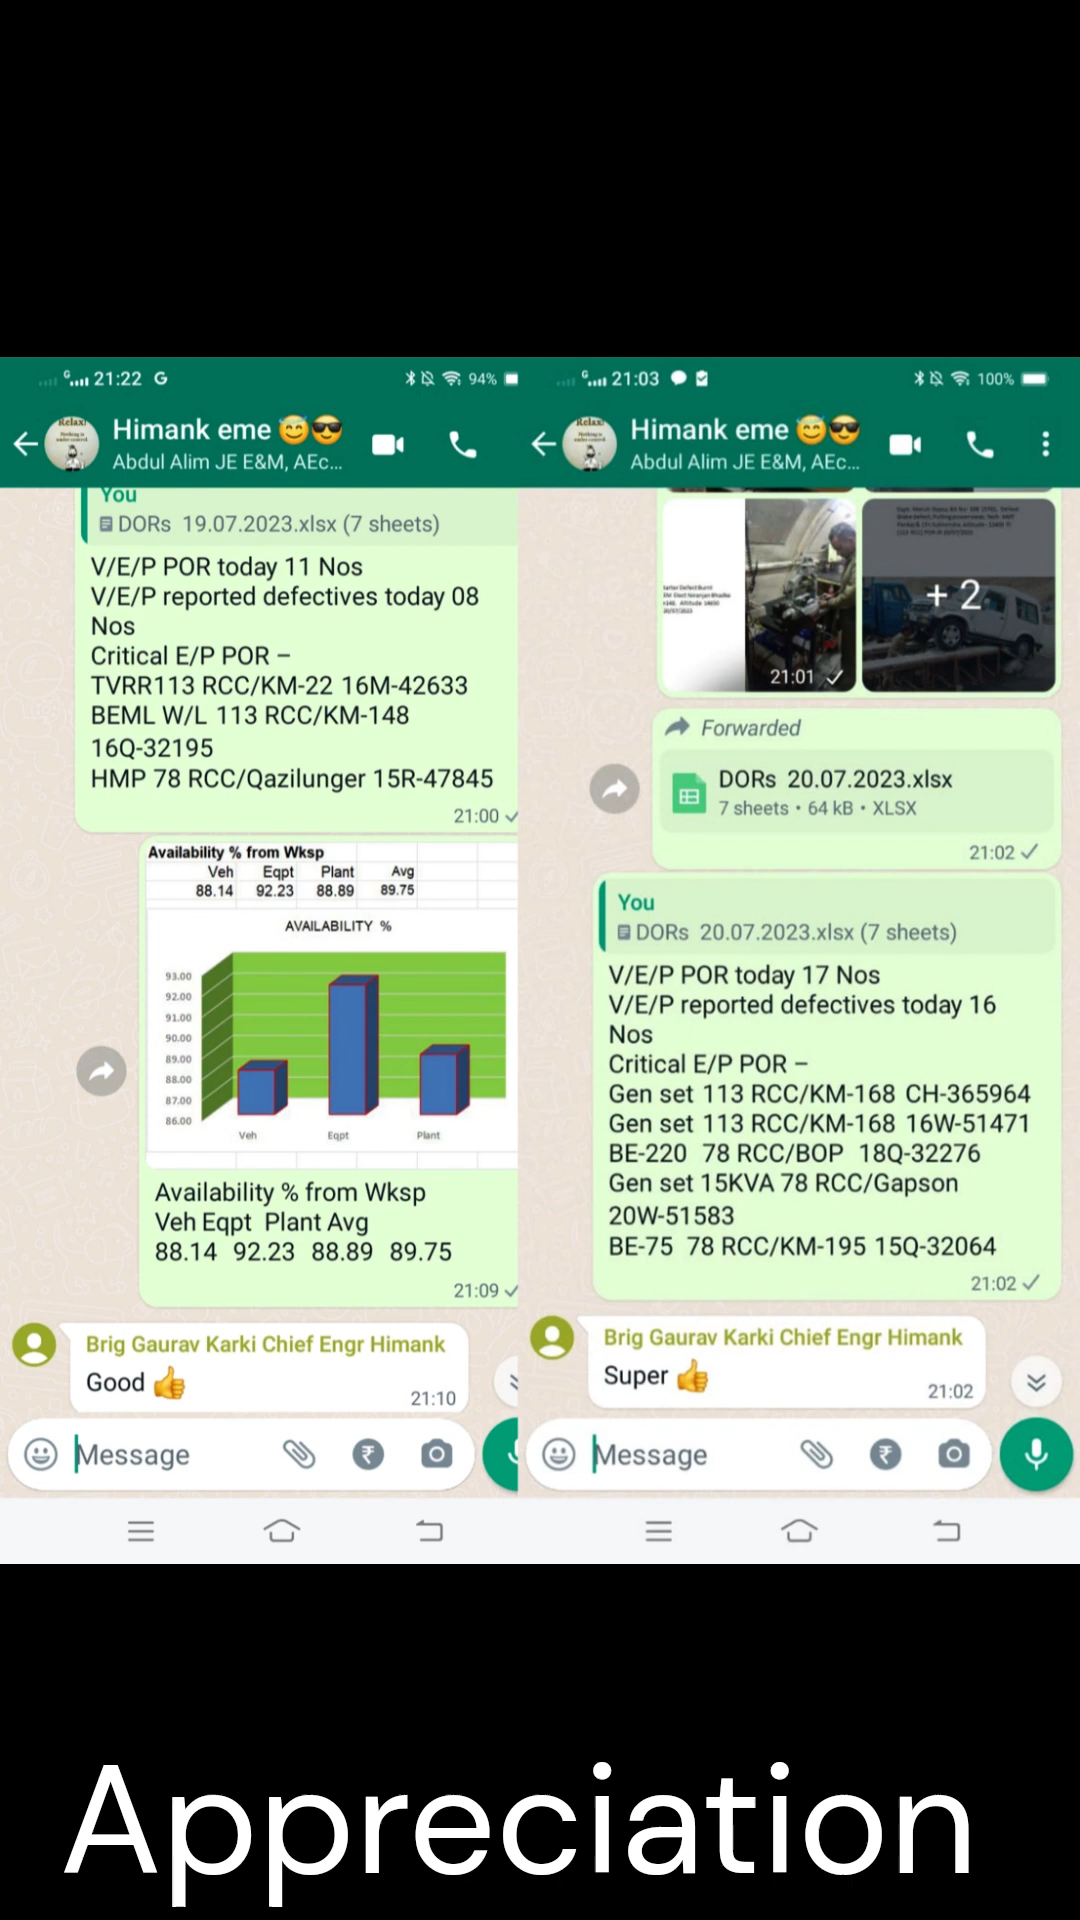 21:22 G
94%
Himank eme 😅😎
Abdul Alim JE E&M, AEc...
You
DORs 19.07.2023.xlsx (7 sheets)
V/E/P POR today 11 Nos
V/E/P reported defectives today 08
Nos
Critical E/P POR –
TVRR113 RCC/KM-22 16M-42633
BEML W/L 113 RCC/KM-148
16Q-32195
HMP 78 RCC/Qazilunger 15R-47845
21:00
Availability % from Wksp
Veh Eqpt Plant Avg
88.14 92.23 88.89 89.75
AVAILABILITY %
93.00
92.00
91.00
90.00
89.00
88.00
87.00
86.00
Veh Eqpt Plant
Availability % from Wksp
Veh Eqpt Plant Avg
88.14 92.23 88.89 89.75
21:09
Brig Gaurav Karki Chief Engr Himank
Good 👍
21:10
Message
21:03
100%
Himank eme 😅😎
Abdul Alim JE E&M, AEc...
21:01
+ 2
Forwarded
DORs 20.07.2023.xlsx
7 sheets • 64 kB • XLSX
21:02
You
DORs 20.07.2023.xlsx (7 sheets)
V/E/P POR today 17 Nos
V/E/P reported defectives today 16
Nos
Critical E/P POR –
Gen set 113 RCC/KM-168 CH-365964
Gen set 113 RCC/KM-168 16W-51471
BE-220 78 RCC/BOP 18Q-32276
Gen set 15KVA 78 RCC/Gapson
20W-51583
BE-75 78 RCC/KM-195 15Q-32064
21:02
Brig Gaurav Karki Chief Engr Himank
Super 👍
21:02
Message
Appreciation